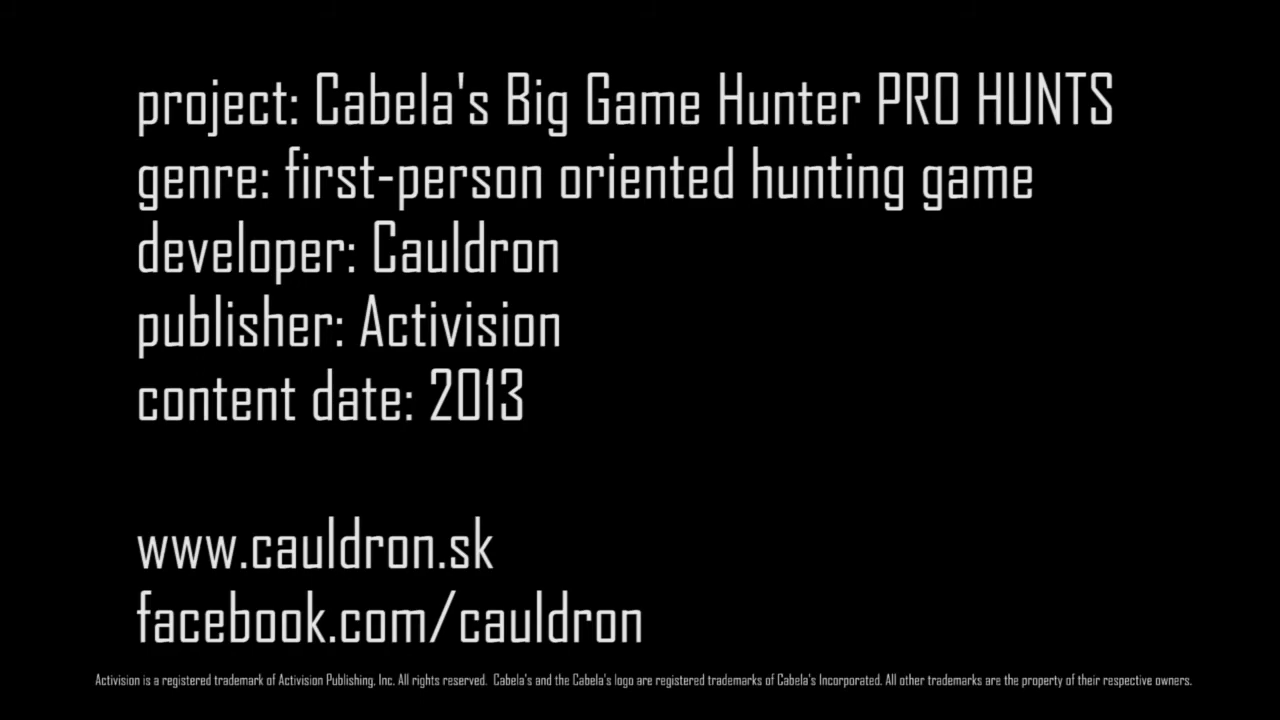 project: Cabela's Big Game Hunter PRO HUNTS
genre: first-person oriented hunting game
developer: Cauldron
publisher: Activision
content date: 2013
www.cauldron.sk
facebook.com/cauldron
Activision is a registered trademark of Activision Publishing, Inc. All rights reserved. Cabela's and the Cabela's logo are registered trademarks of Cabela's Incorporated. All other trademarks are the property of their respective owners.